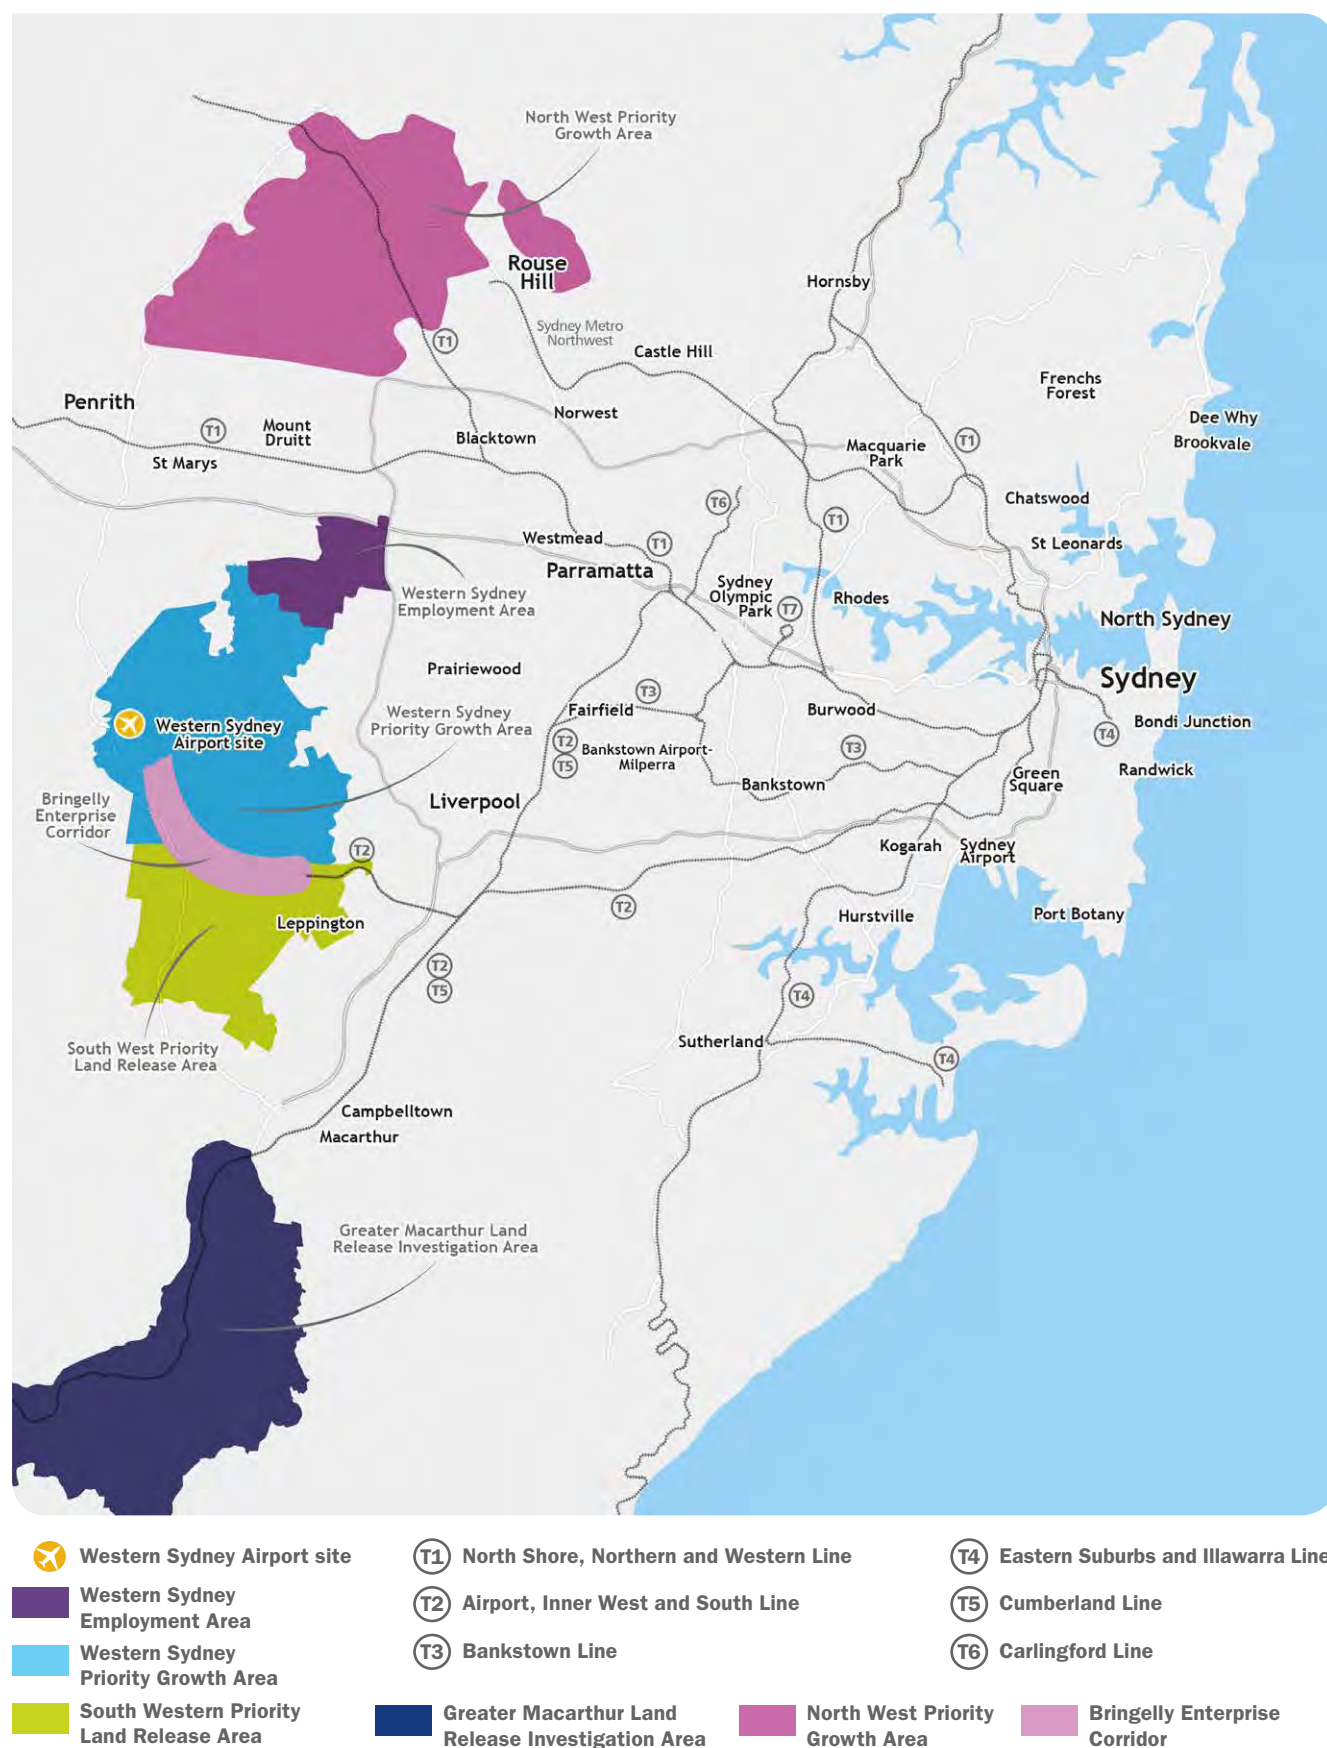 North West Priority
Growth Area
Rouse
Hill
Hornsby
Sydney Metro
Northwest
T1
Castle Hill
Frenchs
Forest
Penrith
Norwest
Dee Why
T1
Mount
Druitt
Blacktown
Macquarie
Park
T1
Brookvale
St Marys
Chatswood
T6
T1
Westmead
T1
St Leonards
Parramatta
Sydney
Olympic
Park
T7
Rhodes
Western Sydney
Employment Area
North Sydney
Prairiewood
Sydney
T3
Fairfield
Burwood
Western Sydney
Priority Growth Area
Western Sydney
Airport site
Bondi Junction
T4
T2
T5
Bankstown Airport-
Milperra
T3
Randwick
Green
Square
Bankstown
Liverpool
Bringelly
Enterprise
Corridor
T2
Kogarah
Sydney
Airport
T2
Leppington
Hurstville
Port Botany
T2
T5
T4
South West Priority
Land Release Area
Sutherland
T4
Campbelltown
Macarthur
Greater Macarthur Land
Release Investigation Area
Western Sydney Airport site
Western Sydney
Employment Area
Western Sydney
Priority Growth Area
South Western Priority
Land Release Area
T1 North Shore, Northern and Western Line
T2 Airport, Inner West and South Line
T3 Bankstown Line
T4 Eastern Suburbs and Illawarra Line
T5 Cumberland Line
T6 Carlingford Line
Greater Macarthur Land
Release Investigation Area
North West Priority
Growth Area
Bringelly Enterprise
Corridor